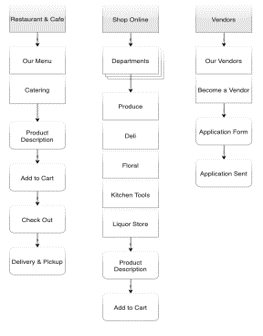 Restaurant & Cafe
Our Menu
Catering
Product
Description
Add to Cart
Check Out
Delivery & Pickup
Shop Online
Departments
Produce
Deli
Floral
Kitchen Tools
Liquor Store
Product
Description
Add to Cart
Vendors
Our Vendors
Become a Vendor
Application Form
Application Sent